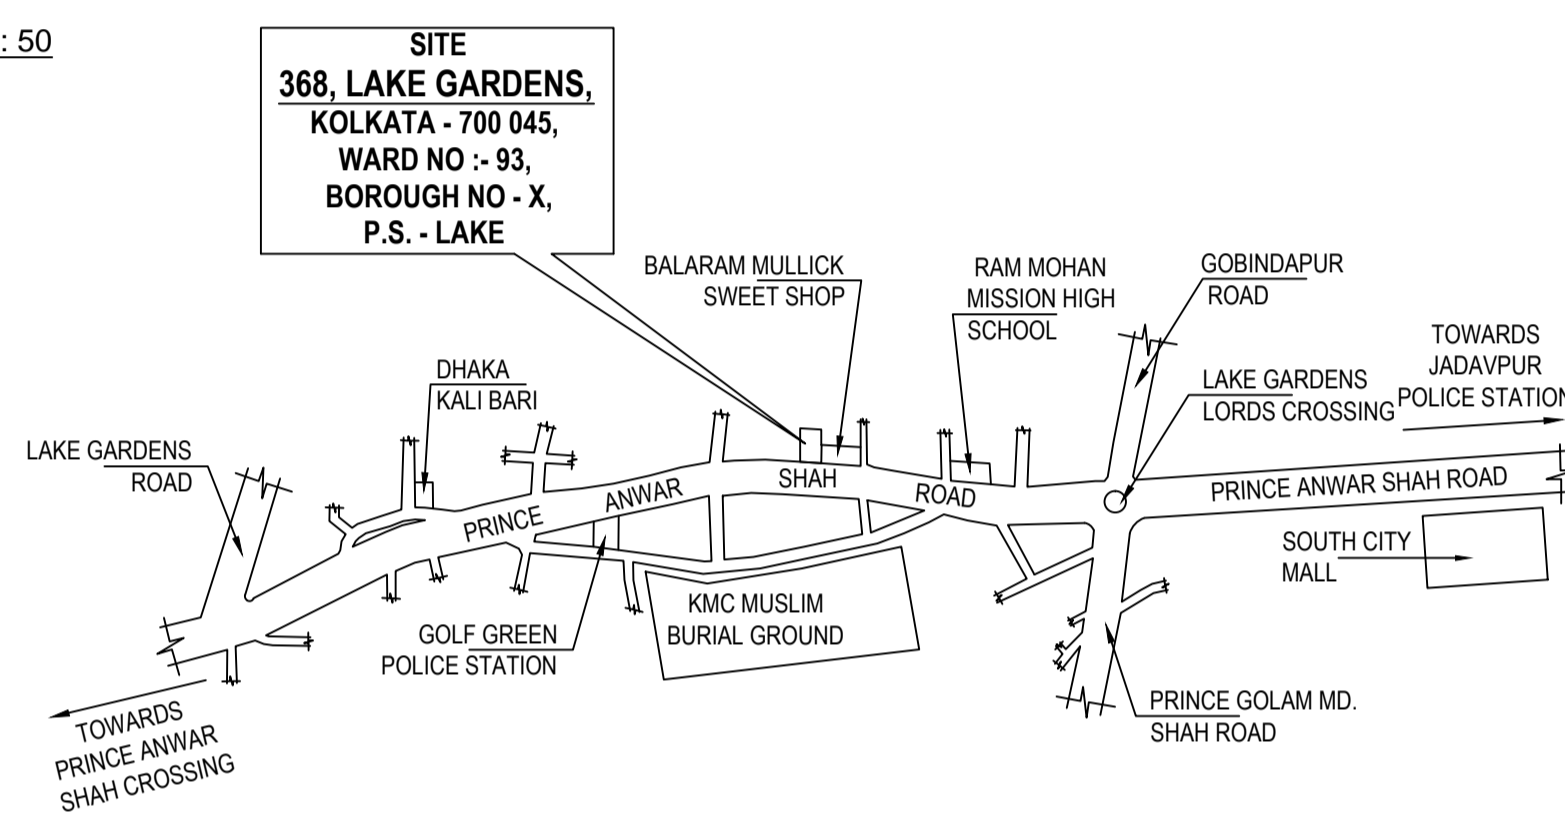 : 50
SITE
368, LAKE GARDENS,
KOLKATA - 700 045,
WARD NO :- 93,
BOROUGH NO - X,
P.S. - LAKE
BALARAM MULLICK
SWEET SHOP
RAM MOHAN
MISSION HIGH
SCHOOL
GOBINDAPUR
ROAD
TOWARDS
JADAVPUR
POLICE STATION
LAKE GARDENS
LORDS CROSSING
DHAKA
KALI BARI
LAKE GARDENS
ROAD
PRINCE ANWAR SHAH ROAD
PRINCE ANWAR SHAH ROAD
SOUTH CITY
MALL
KMC MUSLIM
BURIAL GROUND
GOLF GREEN
POLICE STATION
PRINCE GOLAM MD.
SHAH ROAD
TOWARDS
PRINCE ANWAR
SHAH CROSSING